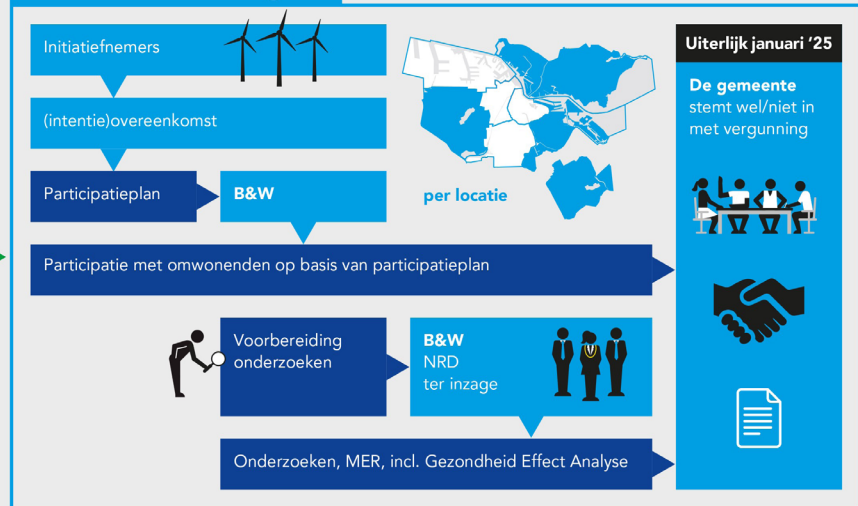 Initiatiefnemers
(intentie)overeenkomst
Participatieplan
B&W
per locatie
Participatie met omwonenden op basis van participatieplan
Voorbereiding
onderzoeken
B&W
NRD
ter inzage
Onderzoeken, MER, incl. Gezondheid Effect Analyse
Uiterlijk januari ’25
De gemeente
stemt wel/niet in
met vergunning